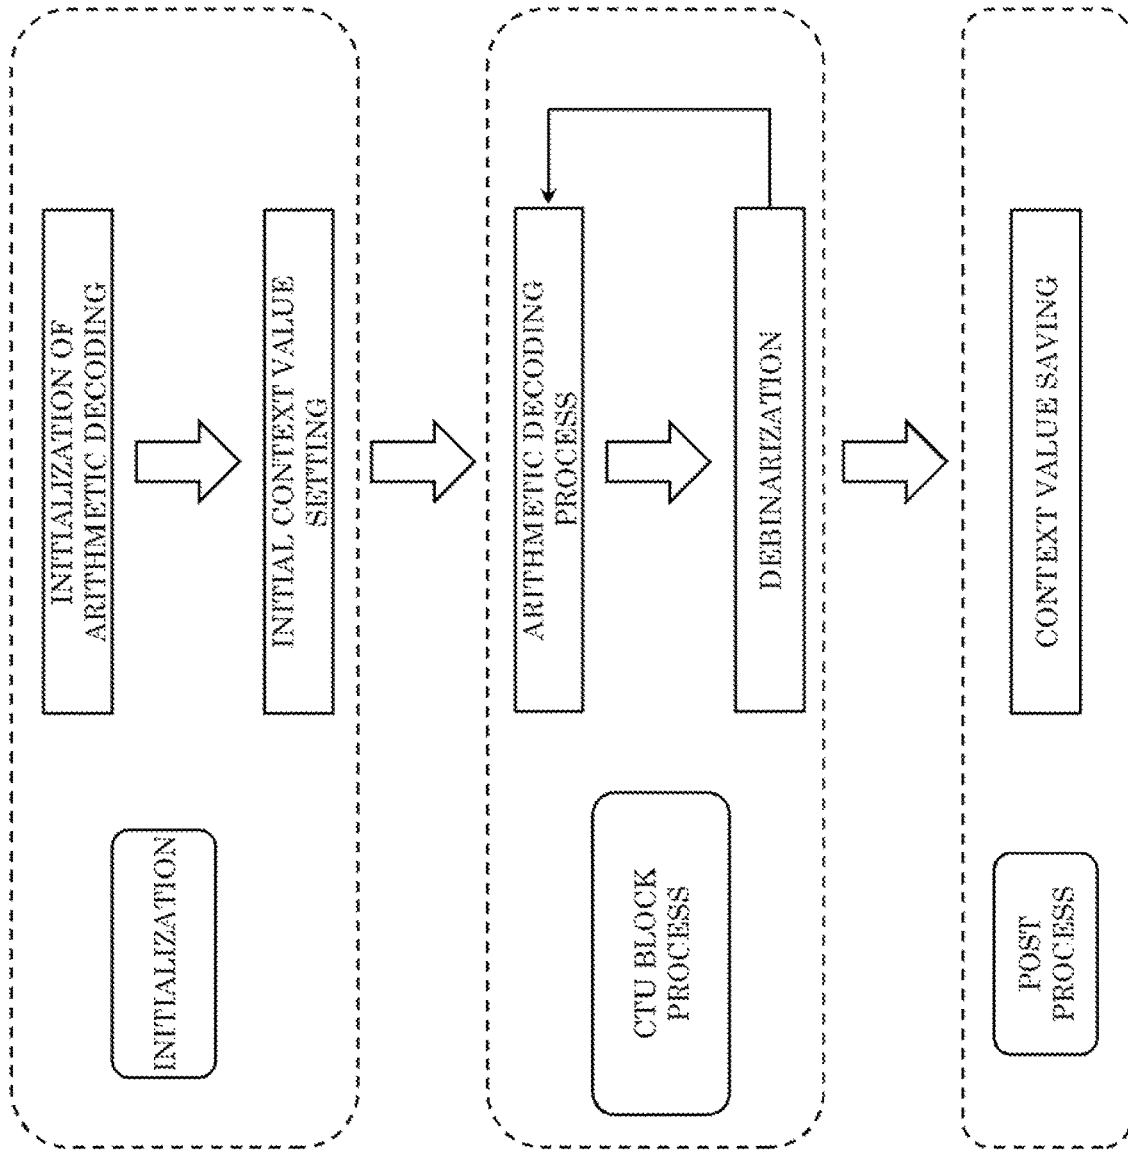 INITIALIZATION
INITIALIZATION OF
ARITHMETIC DECODING
INITIAL CONTEXT VALUE
SETTING
CTU BLOCK
PROCESS
ARITHMETIC DECODING
PROCESS
DEBINARIZATION
POST
PROCESS
CONTEXT VALUE SAVING